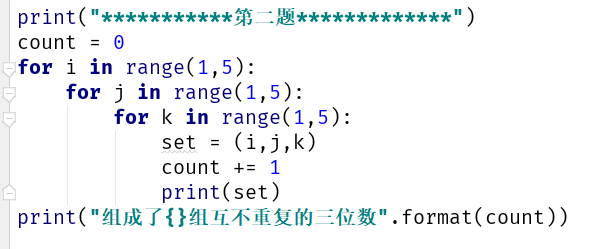 print("***********第二题*************")
count = 0
for i in range(1,5):
    for j in range(1,5):
        for k in range(1,5):
            set = (i,j,k)
            count += 1
            print(set)
print("组成了{}组互不重复的三位数".format(count))